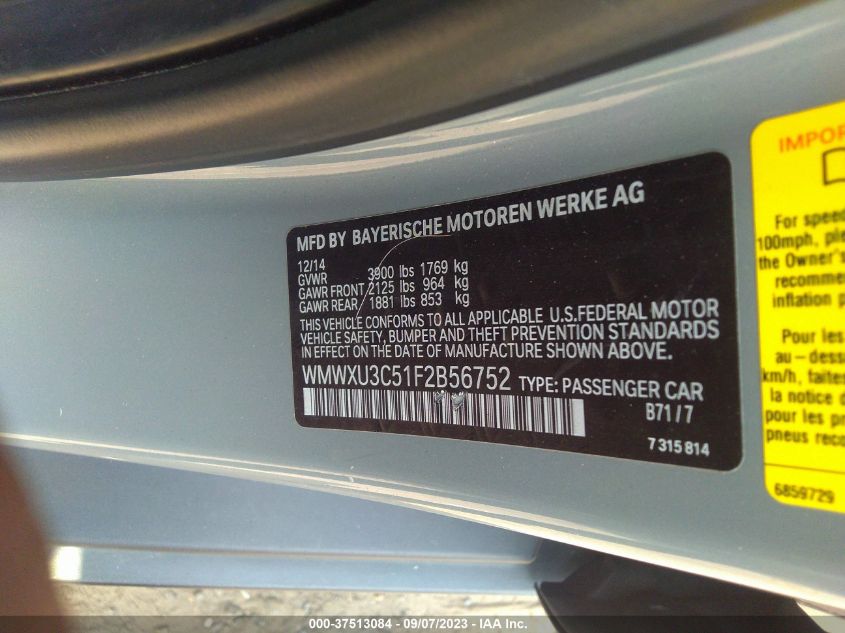 MFD BY BAYERISCHE MOTOREN WERKE AG
12/14
GVWR 3900 lbs 1769 kg
GAWR FRONT 2125 lbs 964 kg
GAWR REAR 1881 lbs 853 kg
THIS VEHICLE CONFORMS TO ALL APPLICABLE U.S.FEDERAL MOTOR
VEHICLE SAFETY, BUMPER AND THEFT PREVENTION STANDARDS
IN EFFECT ON THE DATE OF MANUFACTURE SHOWN ABOVE.
WMWXU3C51F2B56752 TYPE: PASSENGER CAR
B71/7
7 315 814
For speed
100mph, ple
the Owner's
recomme
inflation p
Pour les
au-dess
km/h, faites
la notice d
pour les p
pneus reco
6859729
000-37513084 - 09/07/2023 - IAA Inc.